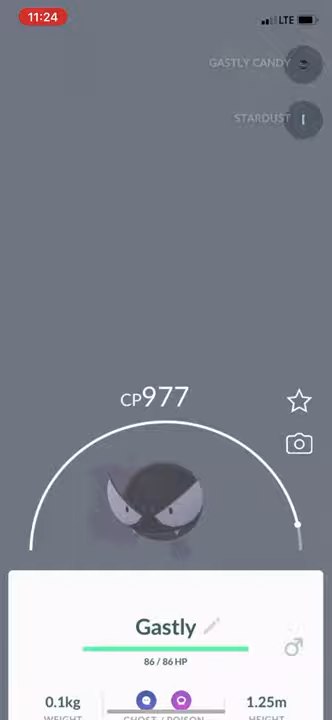 11:24
LTE
GASTLY CANDY
STARDUST
CP977
Gastly
86 / 86 HP
0.1kg
1.25m
WEIGHT
GHOST / POISON
HEIGHT